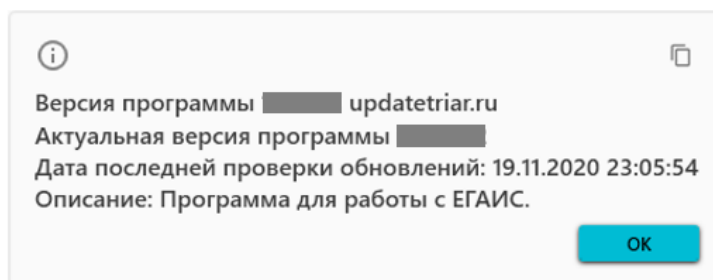 Версия программы updatetriar.ru
Актуальная версия программы
Дата последней проверки обновлений: 19.11.2020 23:05:54
Описание: Программа для работы с ЕГАИС.
ОК